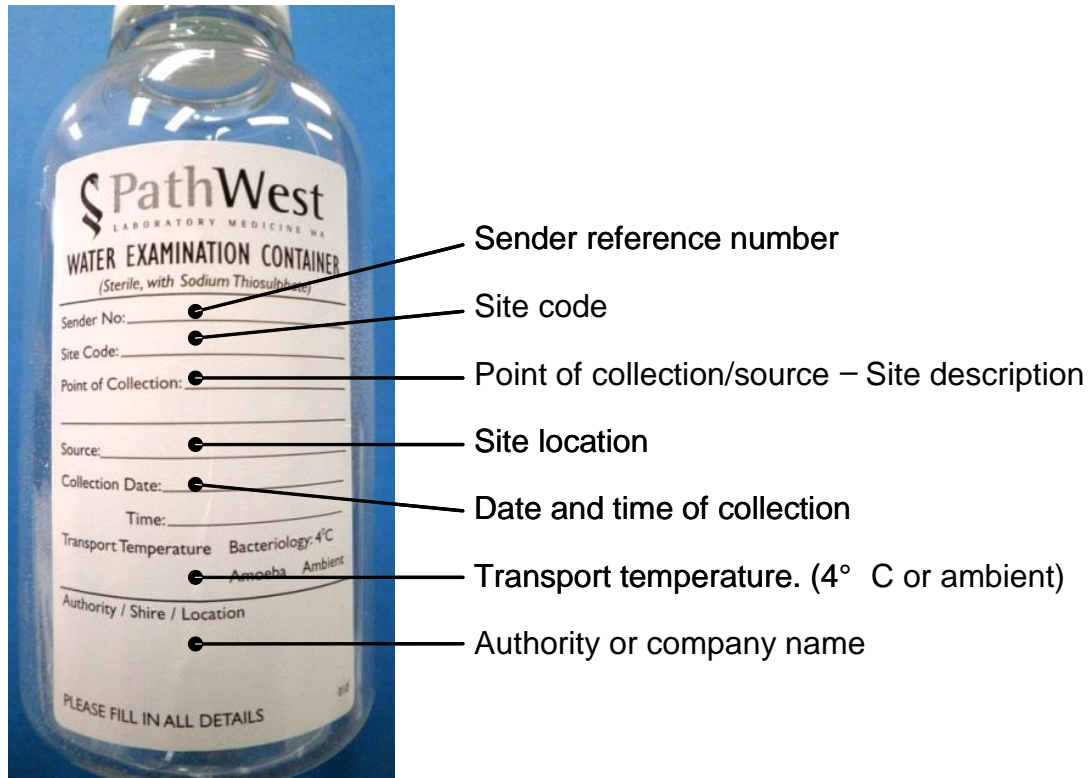 PathWest
LABORATORY MEDICINE WA
WATER EXAMINATION CONTAINER
(Sterile, with Sodium Thiosulphate)
Sender No:
Site Code:
Point of Collection:
Source:
Collection Date:
Time:
Transport Temperature Bacteriology: 4°C
Amoeba Ambient
Authority / Shire / Location
PLEASE FILL IN ALL DETAILS
Sender reference number
Site code
Point of collection/source – Site description
Site location
Date and time of collection
Transport temperature. (4° C or ambient)
Authority or company name